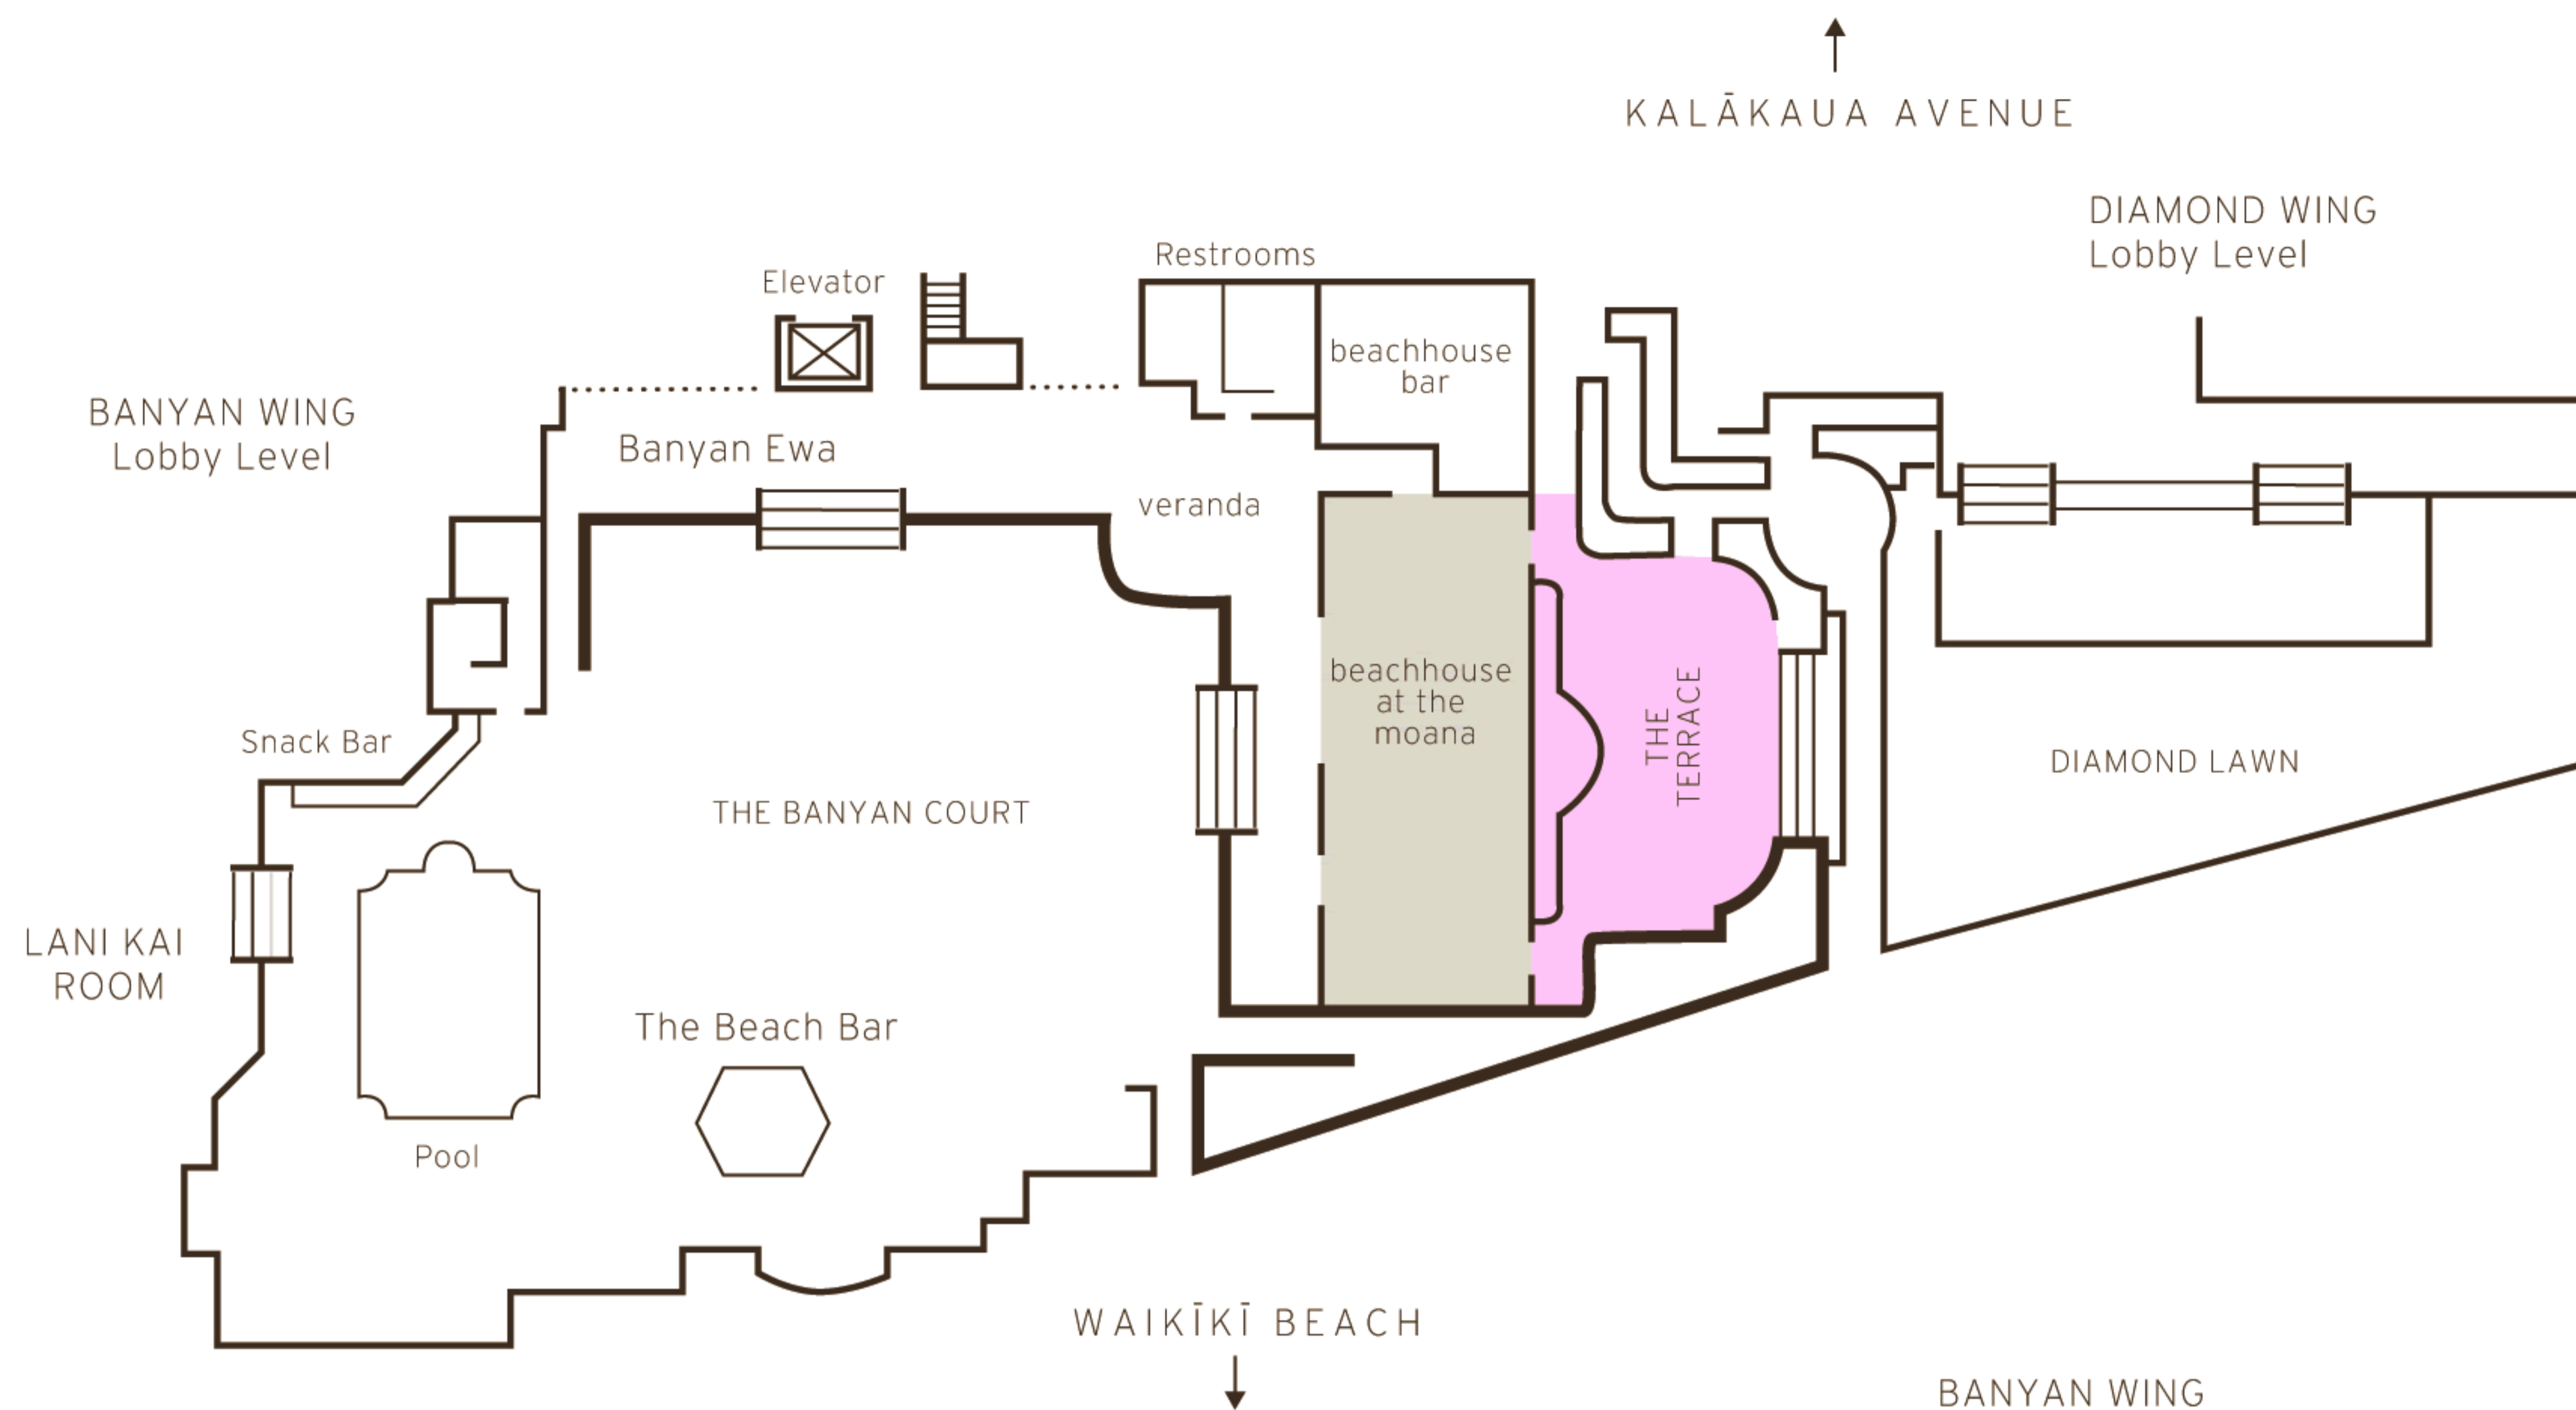 KALĀKAUA AVENUE
DIAMOND WING
Lobby Level
Restrooms
Elevator
beachhouse
bar
BANYAN WING
Lobby Level
Banyan Ewa
veranda
beachhouse
at the
moana
THE
TERRACE
Snack Bar
DIAMOND LAWN
THE BANYAN COURT
LANI KAI
ROOM
The Beach Bar
Pool
WAIKĪKĪ BEACH
BANYAN WING